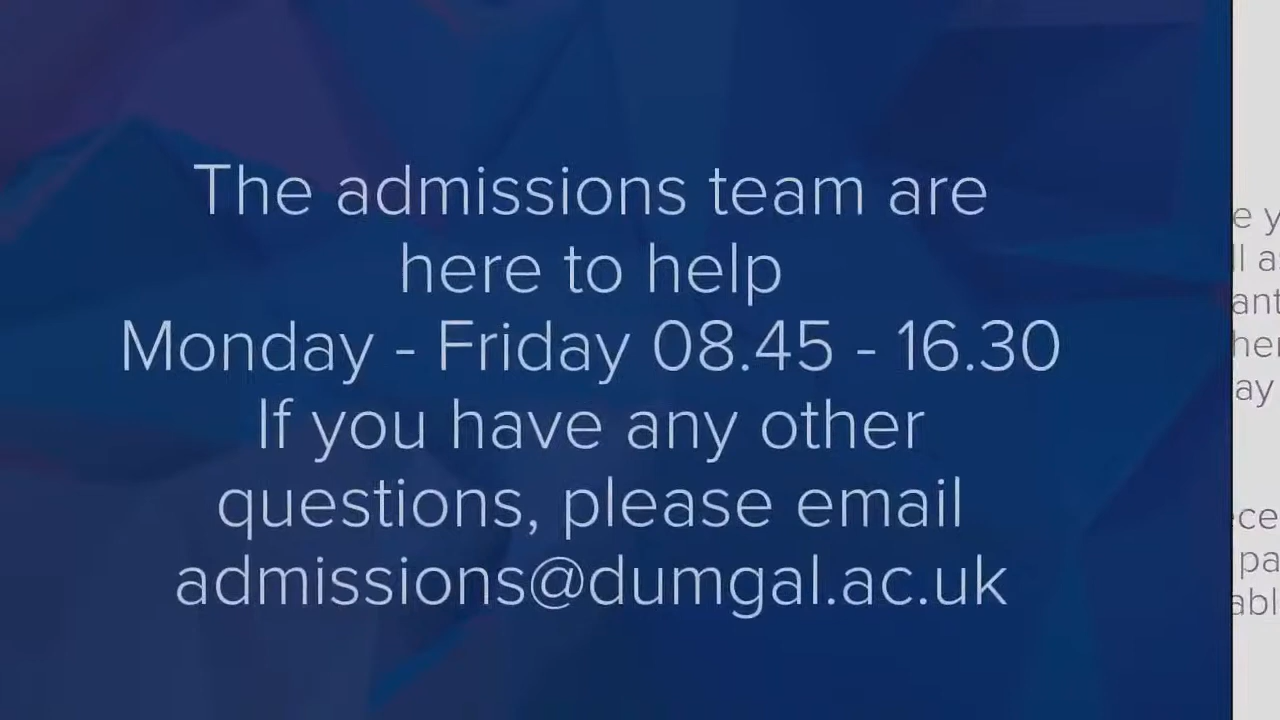 The admissions team are
here to help
Monday - Friday 08.45 - 16.30
If you have any other
questions, please email
admissions@dumgal.ac.uk